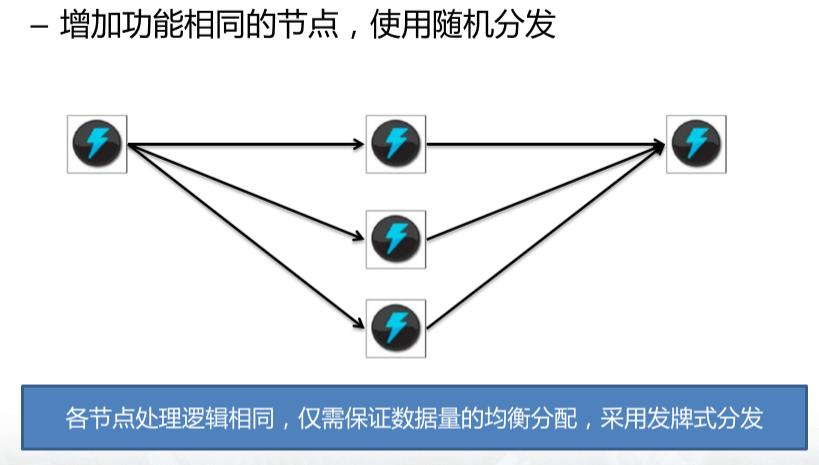 – 增加功能相同的节点，使用随机分发
各节点处理逻辑相同，仅需保证数据量的均衡分配，采用发牌式分发